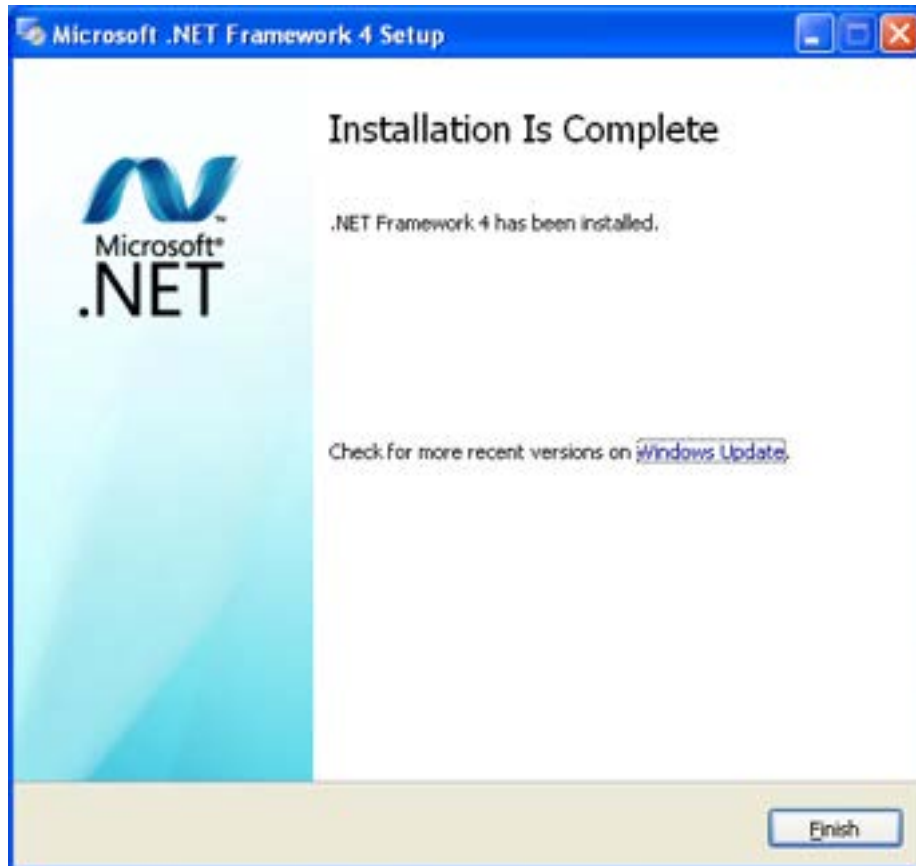 Microsoft .NET Framework 4 Setup
Installation Is Complete
Microsoft®
.NET
™
.NET Framework 4 has been installed.
Check for more recent versions on Windows Update.
Finish